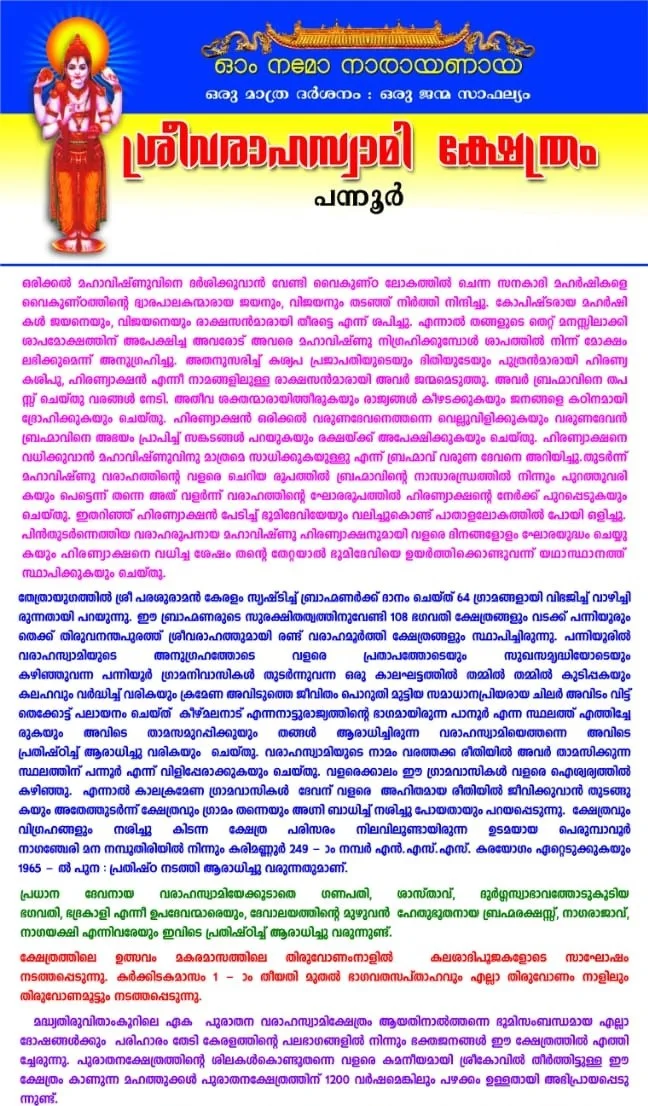 ഓം നമോ നാരായണായ
ഒരു മാത്ര ദർശനം : ഒരു ജന്മ സാഫല്യം
ശ്രീവരാഹസ്വാമി ക്ഷേത്രം
പന്നൂർ
ഒരിക്കൽ മഹാവിഷ്ണുവിനെ ദർശിക്കുവാൻ വേണ്ടി വൈകുണ്ഠ ലോകത്തിൽ ചെന്ന സനകാദി മഹർഷികളെ
വൈകുണ്ഠത്തിന്റെ ദ്വാരപാലകന്മാരായ ജയനും, വിജയനും തടഞ്ഞ് നിർത്തി നിന്ദിച്ചു. കോപിഷ്ടരായ മഹർഷി
കൾ ജയനെയും, വിജയനെയും രാക്ഷസൻമാരായി തീരട്ടെ എന്ന് ശപിച്ചു. എന്നാൽ തങ്ങളുടെ തെറ്റ് മനസ്സിലാക്കി
ശാപമോക്ഷത്തിന് അപേക്ഷിച്ച അവരോട് അവരെ മഹാവിഷ്ണു നിഗ്രഹിക്കുമ്പോൾ ശാപത്തിൽ നിന്ന് മോക്ഷം
ലഭിക്കുമെന്ന് അനുഗ്രഹിച്ചു. അതനുസരിച്ച് കശ്യപ പ്രജാപതിയുടെയും ദിതിയുടേയും പുത്രൻമാരായി ഹിരണ്യ
കശിപു, ഹിരണ്യാക്ഷൻ എന്നീ നാമങ്ങളിലുള്ള രാക്ഷസൻമാരായി അവർ ജന്മമെടുത്തു. അവർ ബ്രഹ്മാവിനെ തപ
സ്സ് ചെയ്തു വരങ്ങൾ നേടി. അതീവ ശക്തന്മാരായിത്തീരുകയും രാജ്യങ്ങൾ കീഴടക്കുകയും ജനങ്ങളെ കഠിനമായി
ദ്രോഹിക്കുകയും ചെയ്തു. ഹിരണ്യാക്ഷൻ ഒരിക്കൽ വരുണദേവനെത്തന്നെ വെല്ലുവിളിക്കുകയും വരുണദേവൻ
ബ്രഹ്മാവിനെ അഭയം പ്രാപിച്ച് സങ്കടങ്ങൾ പറയുകയും രക്ഷയ്ക്ക് അപേക്ഷിക്കുകയും ചെയ്തു. ഹിരണ്യാക്ഷനെ
വധിക്കുവാൻ മഹാവിഷ്ണുവിനു മാത്രമെ സാധിക്കുകയുള്ളു എന്ന് ബ്രഹ്മാവ് വരുണ ദേവനെ അറിയിച്ചു.തുടർന്ന്
മഹാവിഷ്ണു വരാഹത്തിന്റെ വളരെ ചെറിയ രൂപത്തിൽ ബ്രഹ്മാവിന്റെ നാസാരന്ധ്രത്തിൽ നിന്നും പുറത്തുവരി
കയും പെട്ടെന്ന് തന്നെ അത് വളർന്ന് വരാഹത്തിന്റെ ഘോരരൂപത്തിൽ ഹിരണ്യാക്ഷന്റെ നേർക്ക് പുറപ്പെടുകയും
ചെയ്തു. ഇതറിഞ്ഞ് ഹിരണ്യാക്ഷൻ പേടിച്ച് ഭൂമിദേവിയേയും വലിച്ചുകൊണ്ട് പാതാളലോകത്തിൽ പോയി ഒളിച്ചു.
പിൻതുടർന്നെത്തിയ വരാഹരൂപനായ മഹാവിഷ്ണു ഹിരണ്യാക്ഷനുമായി വളരെ ദിനങ്ങളോളം ഘോരയുദ്ധം ചെയ്യു
കയും ഹിരണ്യാക്ഷനെ വധിച്ച ശേഷം തന്റെ തേറ്റയാൽ ഭൂമിദേവിയെ ഉയർത്തിക്കൊണ്ടുവന്ന് യഥാസ്ഥാനത്ത്
സ്ഥാപിക്കുകയും ചെയ്തു.
തേത്രായുഗത്തിൽ ശ്രീ പരശുരാമൻ കേരളം സൃഷ്ടിച്ച് ബ്രാഹ്മണർക്ക് ദാനം ചെയ്ത് 64 ഗ്രാമങ്ങളായി വിഭജിച്ച് വാഴിച്ചി
രുന്നതായി പറയുന്നു. ഈ ബ്രാഹ്മണരുടെ സുരക്ഷിതത്വത്തിനുവേണ്ടി 108 ഭഗവതി ക്ഷേത്രങ്ങളും വടക്ക് പന്നിയൂരും
തെക്ക് തിരുവനന്തപുരത്ത് ശ്രീവരാഹത്തുമായി രണ്ട് വരാഹമൂർത്തി ക്ഷേത്രങ്ങളും സ്ഥാപിച്ചിരുന്നു. പന്നിയൂരിൽ
വരാഹസ്വാമിയുടെ അനുഗ്രഹത്തോടെ വളരെ പ്രതാപത്തോടെയും സുഖസമൃദ്ധിയോടെയും
കഴിഞ്ഞുവന്ന പന്നിയൂർ ഗ്രാമനിവാസികൾ തുടർന്നുവന്ന ഒരു കാലഘട്ടത്തിൽ തമ്മിൽ തമ്മിൽ കുടിപ്പകയും
കലഹവും വർദ്ധിച്ച് വരികയും ക്രമേണ അവിടുത്തെ ജീവിതം പൊറുതി മുട്ടിയ സമാധാനപ്രിയരായ ചിലർ അവിടം വിട്ട്
തെക്കോട്ട് പലായനം ചെയ്ത് കീഴ്മലനാട് എന്നനാട്ടുരാജ്യത്തിന്റെ ഭാഗമായിരുന്ന പാനൂർ എന്ന സ്ഥലത്ത് എത്തിച്ചേ
രുകയും അവിടെ താമസമുറപ്പിക്കുയും തങ്ങൾ ആരാധിച്ചിരുന്ന വരാഹസ്വാമിയെത്തന്നെ അവിടെ
പ്രതിഷ്ഠിച്ച് ആരാധിച്ചു വരികയും ചെയ്തു. വരാഹസ്വാമിയുടെ നാമം വരത്തക്ക രീതിയിൽ അവർ താമസിക്കുന്ന
സ്ഥലത്തിന് പന്നൂർ എന്ന് വിളിപ്പേരാക്കുകയും ചെയ്തു. വളരെക്കാലം ഈ ഗ്രാമവാസികൾ വളരെ ഐശ്വര്യത്തിൽ
കഴിഞ്ഞു. എന്നാൽ കാലക്രമേണ ഗ്രാമവാസികൾ ദേവന് വളരെ അഹിതമായ രീതിയിൽ ജീവിക്കുവാൻ തുടങ്ങു
കയും അതേത്തുടർന്ന് ക്ഷേത്രവും ഗ്രാമം തന്നെയും അഗ്നി ബാധിച്ച് നശിച്ചു പോയതായും പറയപ്പെടുന്നു. ക്ഷേത്രവും
വിഗ്രഹങ്ങളും നശിച്ചു കിടന്ന ക്ഷേത്ര പരിസരം നിലവിലുണ്ടായിരുന്ന ഉടമയായ പെരുമ്പാവൂർ
നാഗഞ്ചേരി മന നമ്പൂതിരിയിൽ നിന്നും കരിമണ്ണൂർ 249 - ാം നമ്പർ എൻ.എസ്.എസ്. കരയോഗം ഏറ്റെടുക്കുകയും
1965 - ൽ പുന : പ്രതിഷ്ഠ നടത്തി ആരാധിച്ചു വരുന്നതുമാണ്.
പ്രധാന ദേവനായ വരാഹസ്വാമിയേക്കൂടാതെ ഗണപതി, ശാസ്താവ്, ദുർഗ്ഗസ്വാഭാവത്തോടുകൂടിയ
ഭഗവതി, ഭദ്രകാളി എന്നീ ഉപദേവന്മാരെയും, ദേവാലയത്തിന്റെ മുഴുവൻ ഹേതുഭൂതനായ ബ്രഹ്മരക്ഷസ്സ്, നാഗരാജാവ്,
നാഗയക്ഷി എന്നിവരേയും ഇവിടെ പ്രതിഷ്ഠിച്ച് ആരാധിച്ചു വരുന്നുണ്ട്.
ക്ഷേത്രത്തിലെ ഉത്സവം മകരമാസത്തിലെ തിരുവോണംനാളിൽ കലശാദിപൂജകളോടെ സാഘോഷം
നടത്തപ്പെടുന്നു. കർക്കിടകമാസം 1 - ാം തീയതി മുതൽ ഭാഗവതസപ്താഹവും എല്ലാ തിരുവോണം നാളിലും
തിരുവോണമൂട്ടും നടത്തപ്പെടുന്നു.
മദ്ധ്യതിരുവിതാംകൂറിലെ ഏക പുരാതന വരാഹസ്വാമിക്ഷേത്രം ആയതിനാൽത്തന്നെ ഭൂമിസംബന്ധമായ എല്ലാ
ദോഷങ്ങൾക്കും പരിഹാരം തേടി കേരളത്തിന്റെ പലഭാഗങ്ങളിൽ നിന്നും ഭക്തജനങ്ങൾ ഈ ക്ഷേത്രത്തിൽ എത്തി
ച്ചേരുന്നു. പുരാതനക്ഷേത്രത്തിന്റെ ശിലകൾകൊണ്ടുതന്നെ വളരെ കമനീയമായി ശ്രീകോവിൽ തീർത്തിട്ടുള്ള ഈ
ക്ഷേത്രം കാണുന്ന മഹത്തുക്കൾ പുരാതനക്ഷേത്രത്തിന് 1200 വർഷമെങ്കിലും പഴക്കം ഉള്ളതായി അഭിപ്രായപ്പെടു
ന്നുണ്ട്.